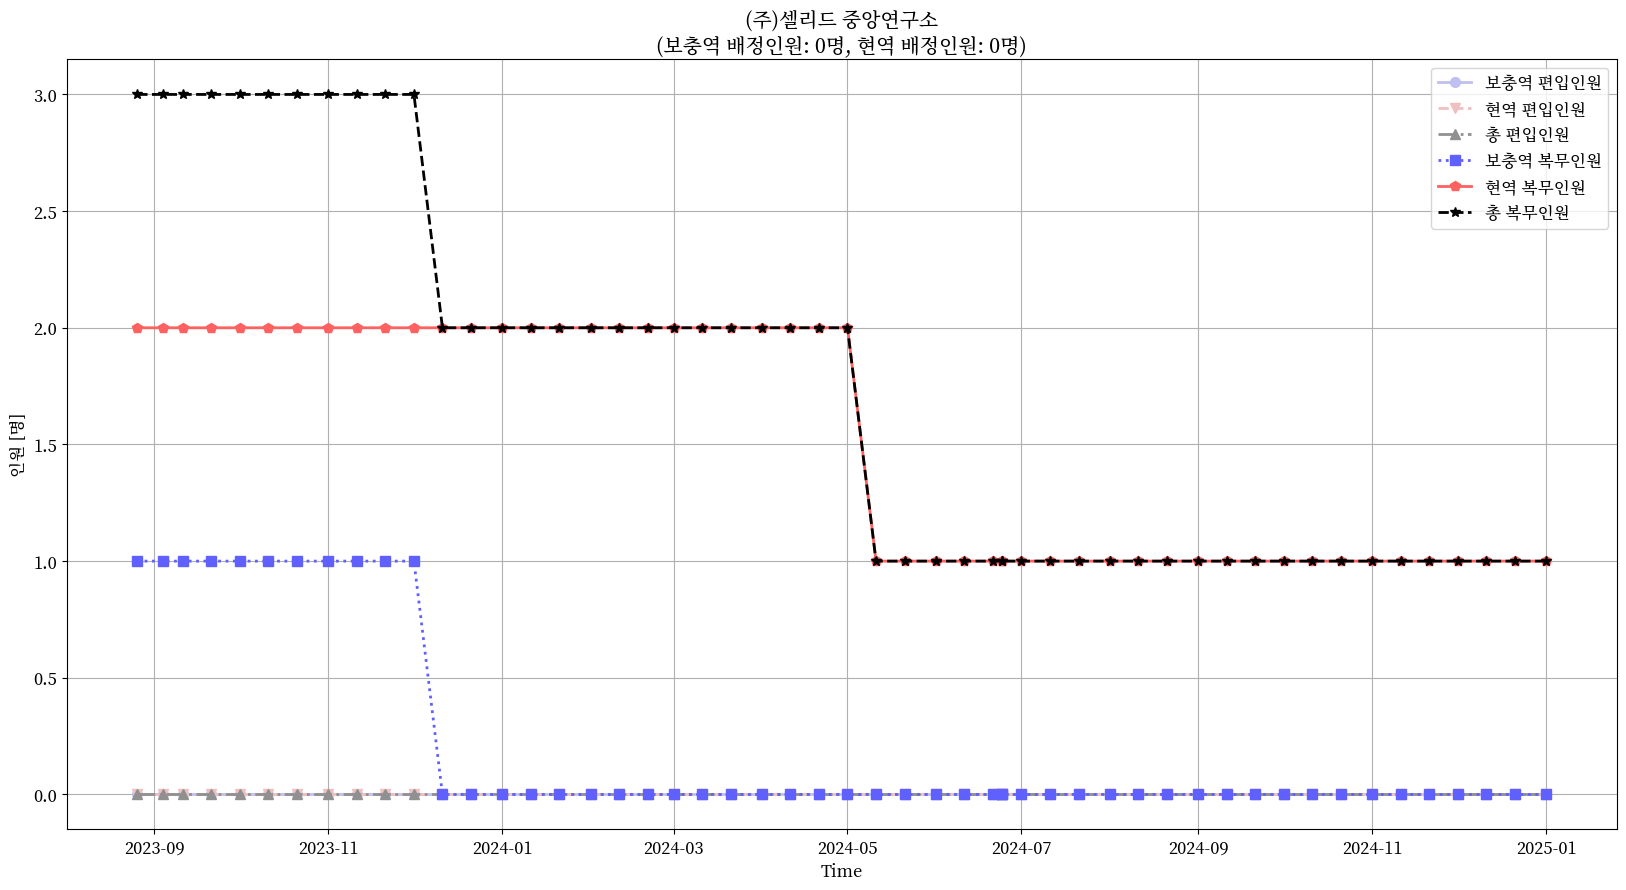 (주)셀리드 중앙연구소
(보충역 배정인원: 0명, 현역 배정인원: 0명)
보충역 편입인원
현역 편입인원
총 편입인원
보충역 복무인원
현역 복무인원
총 복무인원
인원 [명]
3.0
2.5
2.0
1.5
1.0
0.5
0.0
2023-09 2023-11 2024-01 2024-03 2024-05 2024-07 2024-09 2024-11 2025-01
Time